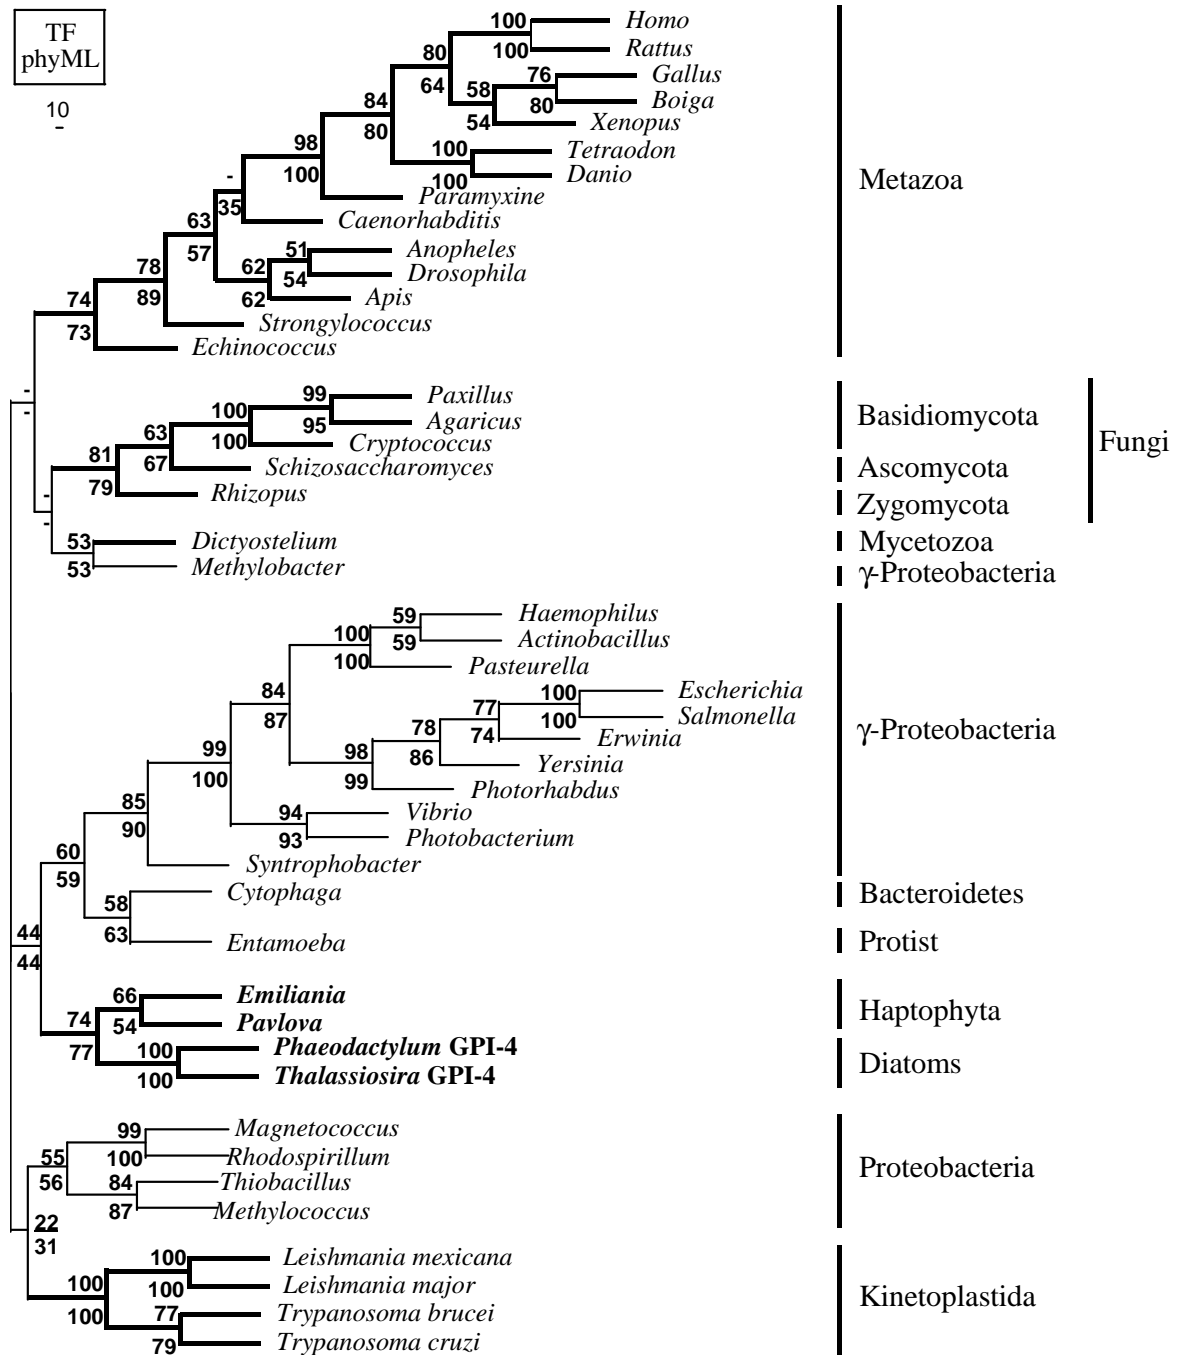 TF
phyML
10
100
Homo
100
Rattus
80
64
76
Gallus
58
80
Boiga
54
Xenopus
84
80
100
Tetraodon
100
Danio
98
100
Paramyxine
-
35
Caenorhabditis
63
57
51
Anopheles
62
54
Drosophila
62
Apis
78
89
Strongylococcus
74
73
Echinococcus
Metazoa
-
-
99
Paxillus
100
95
Agaricus
100
Cryptococcus
63
67
Schizosaccharomyces
81
79
Rhizopus
-
-
53
Dictyostelium
53
Methylobacter
Basidiomycota
Ascomycota
Zygomycota
Fungi
Mycetozoa
γ-Proteobacteria
59
Haemophilus
100
59
Actinobacillus
100
Pasteurella
84
87
100
Escherichia
77
100
Salmonella
78
74
Erwinia
98
86
Yersinia
99
Photorhabdus
99
100
94
Vibrio
93
Photobacterium
85
90
Syntrophobacter
60
59
58
Cytophaga
63
Entamoeba
γ-Proteobacteria
Bacteroidetes
Protist
44
44
66
Emiliania
74
54
Pavlova
77
100
Phaeodactylum GPI-4
100
Thalassiosira GPI-4
Haptophyta
Diatoms
99
Magnetococcus
55
100
Rhodospirillum
56
84
Thiobacillus
87
Methylococcus
Proteobacteria
22
31
100
Leishmania mexicana
100
100
Leishmania major
100
77
Trypanosoma brucei
79
Trypanosoma cruzi
Kinetoplastida